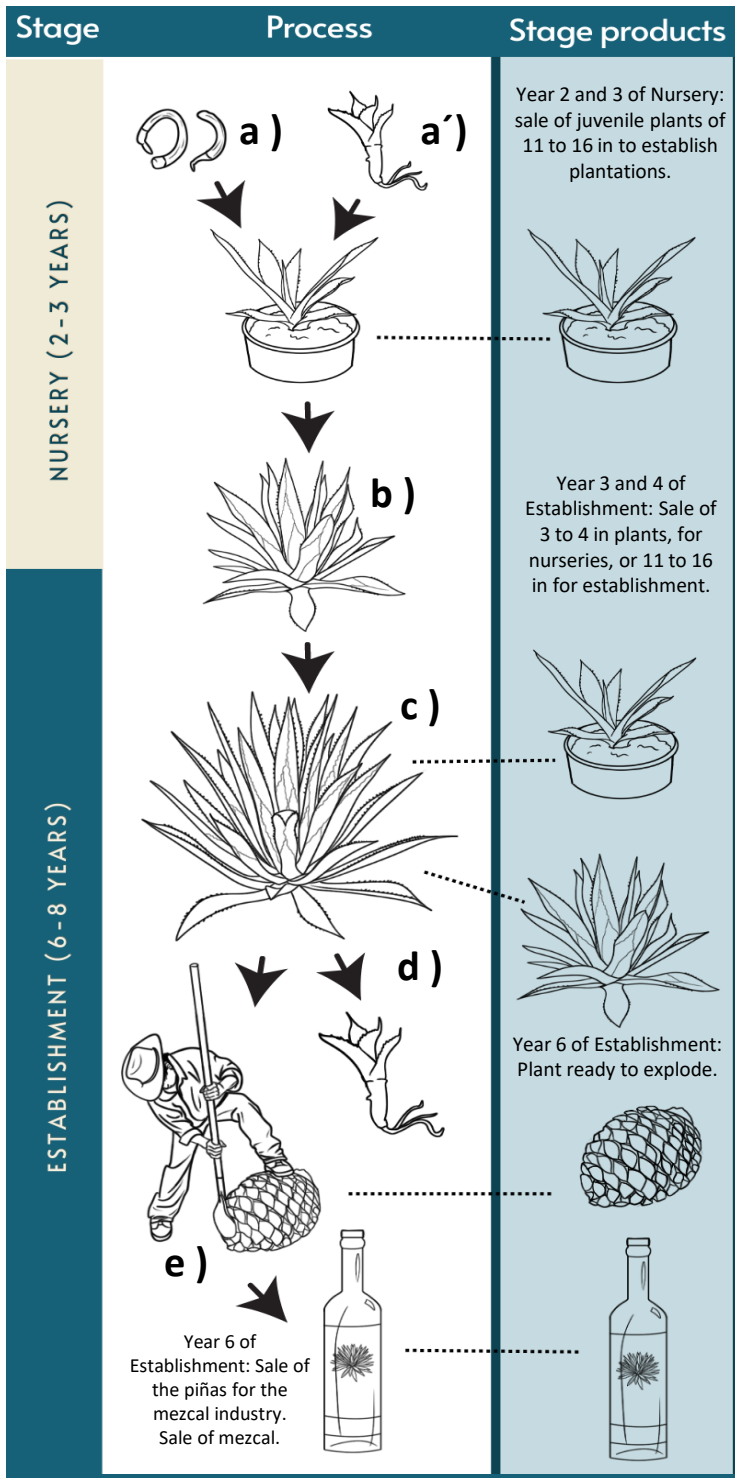 Stage
Process
Stage products
NURSERY (2-3 YEARS)
a )
a´)
Year 2 and 3 of Nursery:
sale of juvenile plants of
11 to 16 in to establish
plantations.
b )
Year 3 and 4 of
Establishment: Sale of
3 to 4 in plants, for
nurseries, or 11 to 16
in for establishment.
ESTABLISHMENT (6-8 YEARS)
c )
d )
Year 6 of Establishment:
Plant ready to explode.
e )
Year 6 of
Establishment: Sale of
the piñas for the
mezcal industry.
Sale of mezcal.